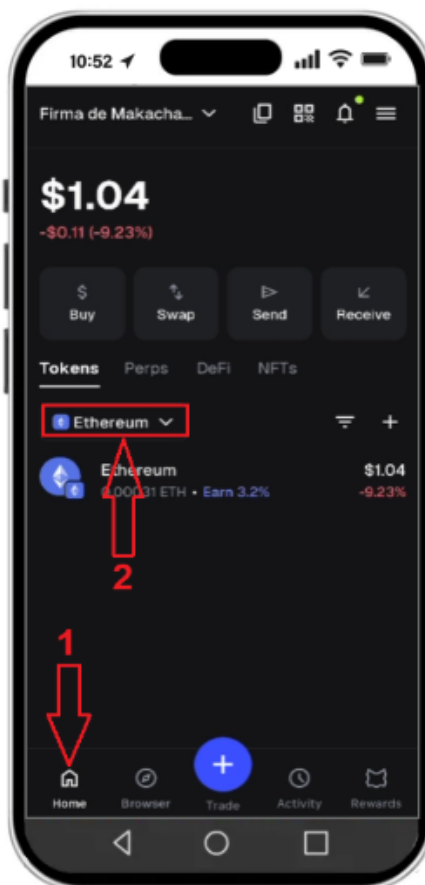 10:52
Firma de Makacha...
$1.04
-$0.11 (-9.23%)
$
Buy Swap Send Receive
Tokens Perps DeFi NFTs
Ethereum
Ethereum $1.04
0.00031 ETH • Earn 3.2% -9.23%
2
1
Home Browser Trade Activity Rewards